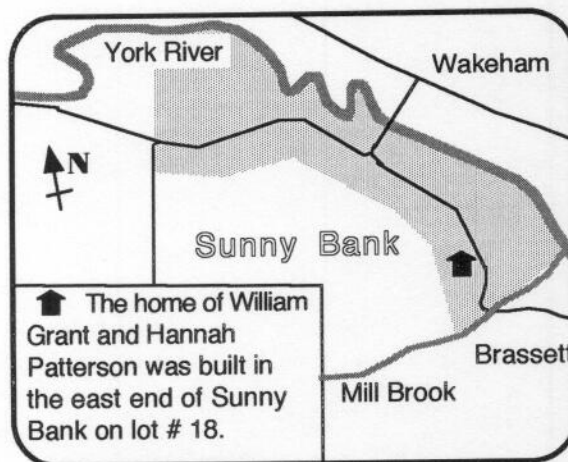 York River
Wakeham
N
Sunny Bank
The home of William
Grant and Hannah
Patterson was built in
the east end of Sunny
Bank on lot # 18.
Brassett
Mill Brook